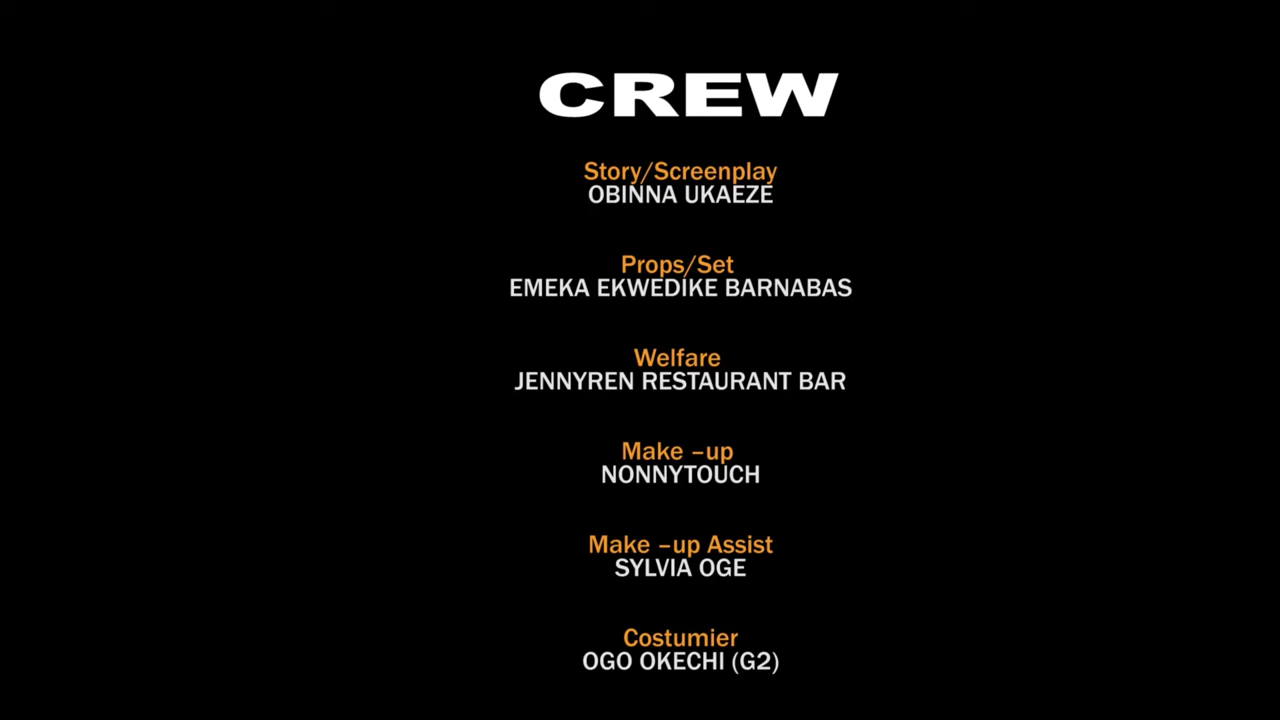 CREW
Story/Screenplay
OBINNA UKAEZE
Props/Set
EMEKA EKWEDIKE BARNABAS
Welfare
JENNYREN RESTAURANT BAR
Make –up
NONNYTOUCH
Make –up Assist
SYLVIA OGE
Costumier
OGO OKECHI (G2)